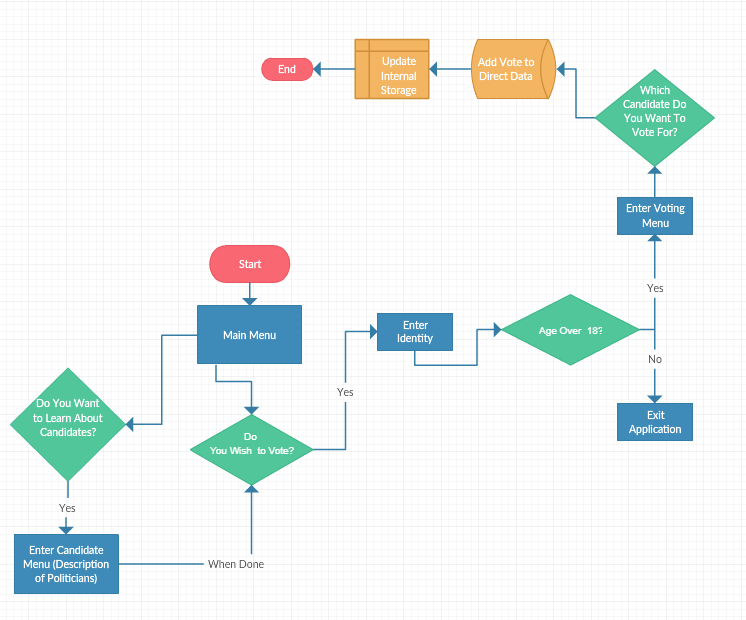 End
Update
Internal
Storage
Add Vote to
Direct Data
Which
Candidate Do
You Want To
Vote For?
Enter Voting
Menu
Start
Main Menu
Enter
Identity
Age Over 18?
Yes
No
Exit
Application
Do You Want
to Learn About
Candidates?
Do
You Wish to Vote?
Yes
Yes
Enter Candidate
Menu (Description
of Politicians)
When Done